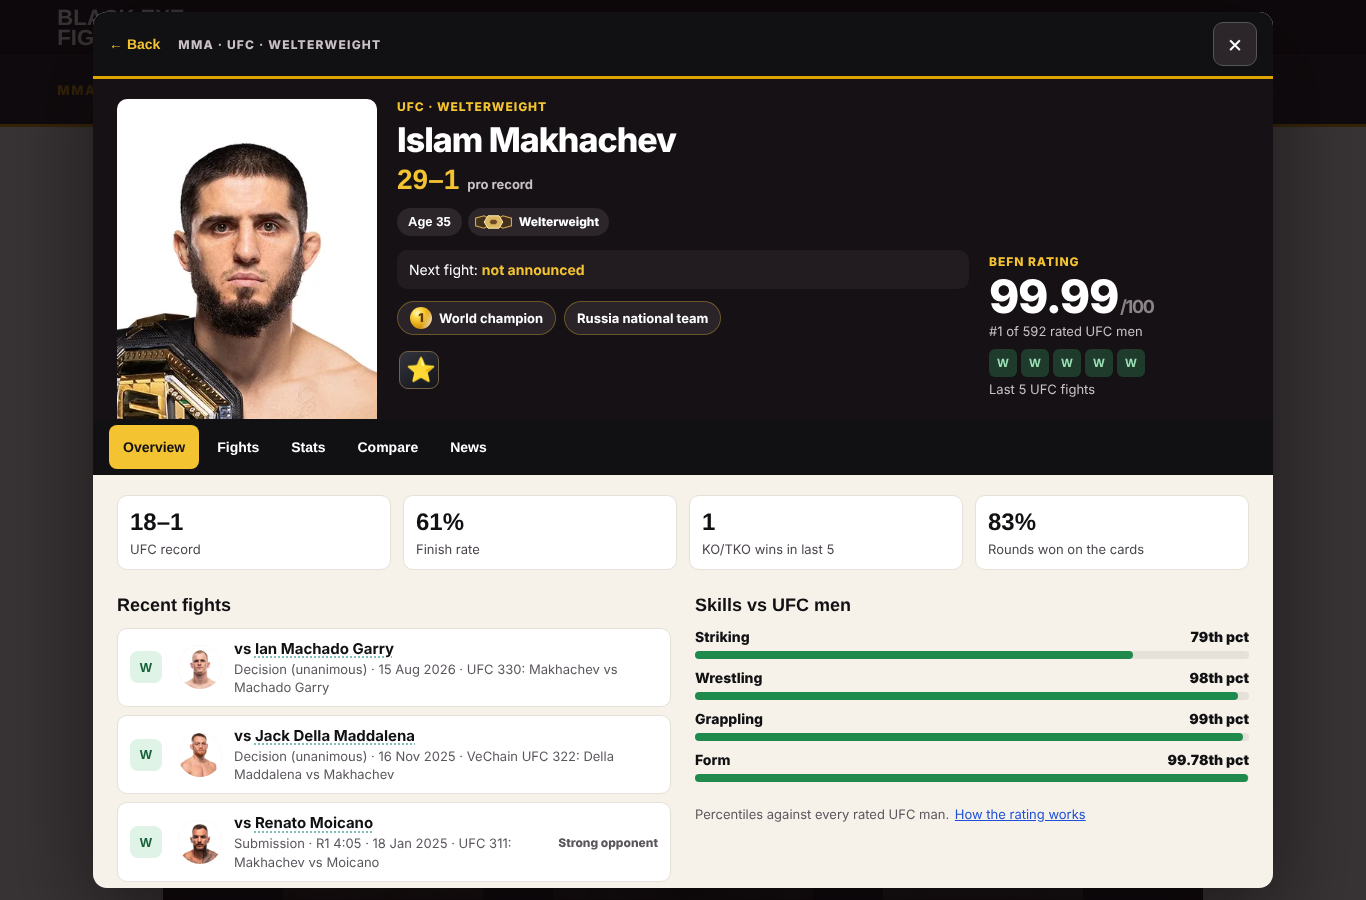 BLACK EYE
FIG
MMA
← Back MMA · UFC · WELTERWEIGHT ×
UFC · WELTERWEIGHT
Islam Makhachev
29–1 pro record
Age 35 Welterweight
Next fight: not announced
1 World champion Russia national team
BEFN RATING
99.99/100
#1 of 592 rated UFC men
W W W W W
Last 5 UFC fights
Overview Fights Stats Compare News
18–1
UFC record
61%
Finish rate
1
KO/TKO wins in last 5
83%
Rounds won on the cards
Recent fights
W
vs Ian Machado Garry
Decision (unanimous) · 15 Aug 2026 · UFC 330: Makhachev vs
Machado Garry
W
vs Jack Della Maddalena
Decision (unanimous) · 16 Nov 2025 · VeChain UFC 322: Della
Maddalena vs Makhachev
W
vs Renato Moicano
Submission · R1 4:05 · 18 Jan 2025 · UFC 311:
Makhachev vs Moicano
Strong opponent
Skills vs UFC men
Striking 79th pct
Wrestling 98th pct
Grappling 99th pct
Form 99.78th pct
Percentiles against every rated UFC man. How the rating works